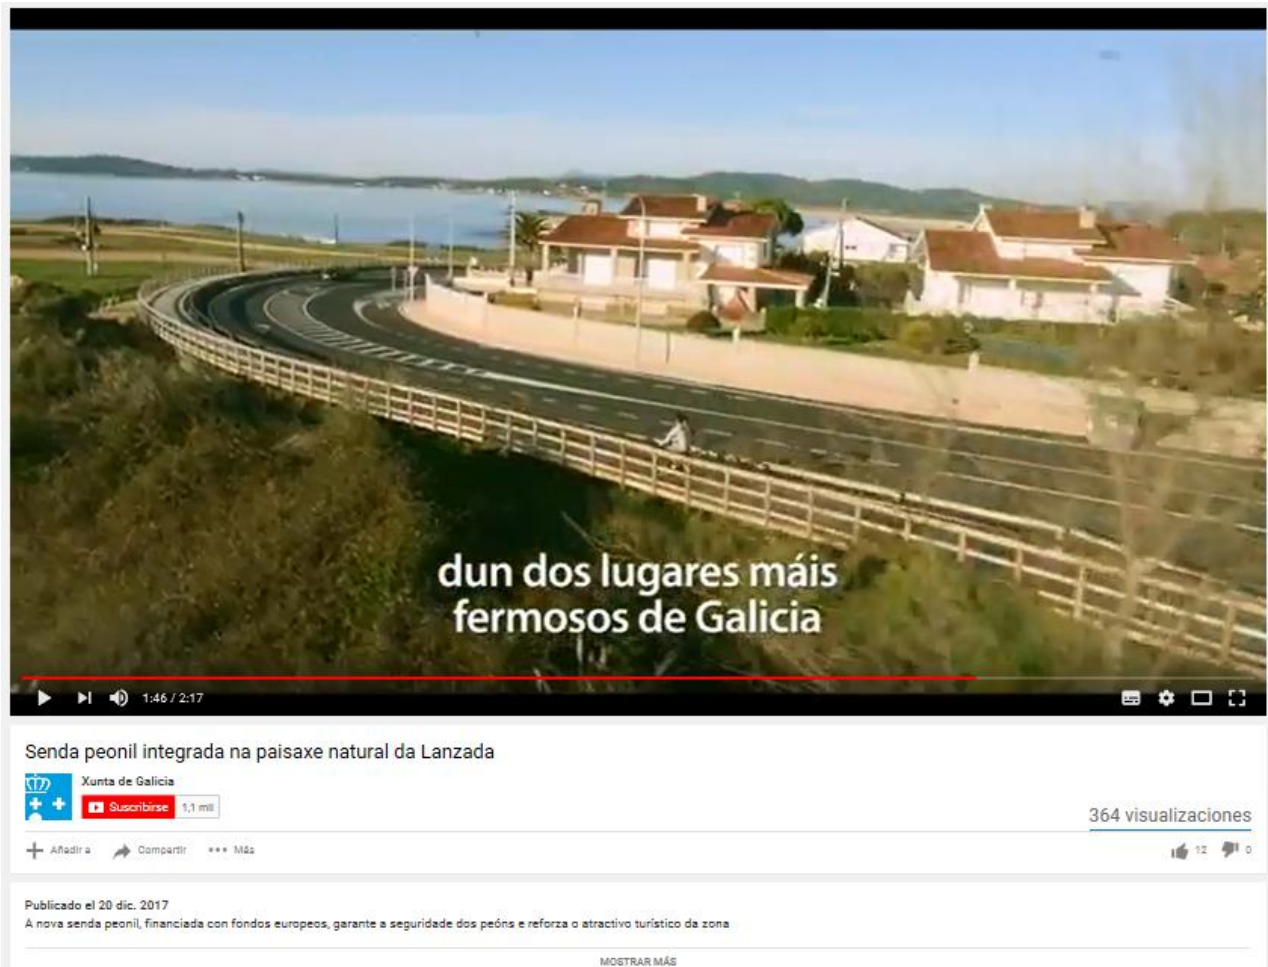 dun dos lugares máis
fermosos de Galicia
1:46 / 2:17
Senda peonil integrada na paisaxe natural da Lanzada
Xunta de Galicia
Suscribirse 1,1 mil
364 visualizaciones
Añadir a Compartir Más 12 0
Publicado el 20 dic. 2017
A nova senda peonil, financiada con fondos europeos, garante a seguridade dos peóns e reforza o atractivo turístico da zona
MOSTRAR MÁS